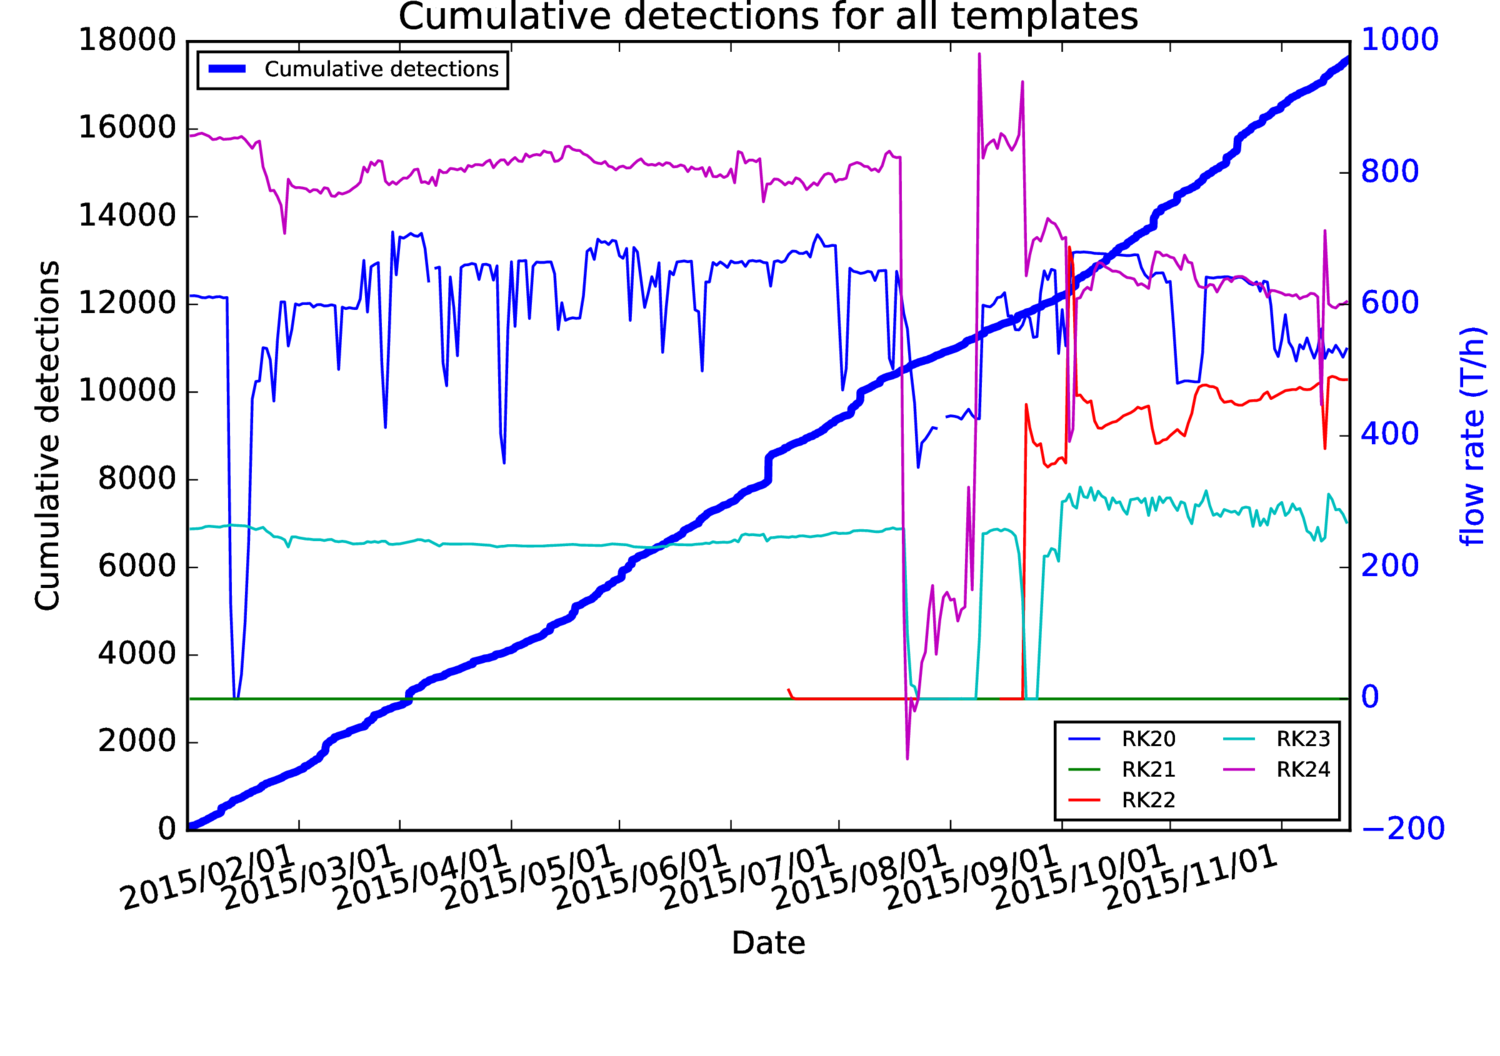 Cumulative detections for all templates
Cumulative detections
18000
16000
14000
12000
10000
8000
6000
4000
2000
0
Cumulative detections
1000
800
600
400
200
0
−200
flow rate (T/h)
RK20
RK21
RK22
RK23
RK24
2015/02/01
2015/03/01
2015/04/01
2015/05/01
2015/06/01
2015/07/01
2015/08/01
2015/09/01
2015/10/01
2015/11/01
Date